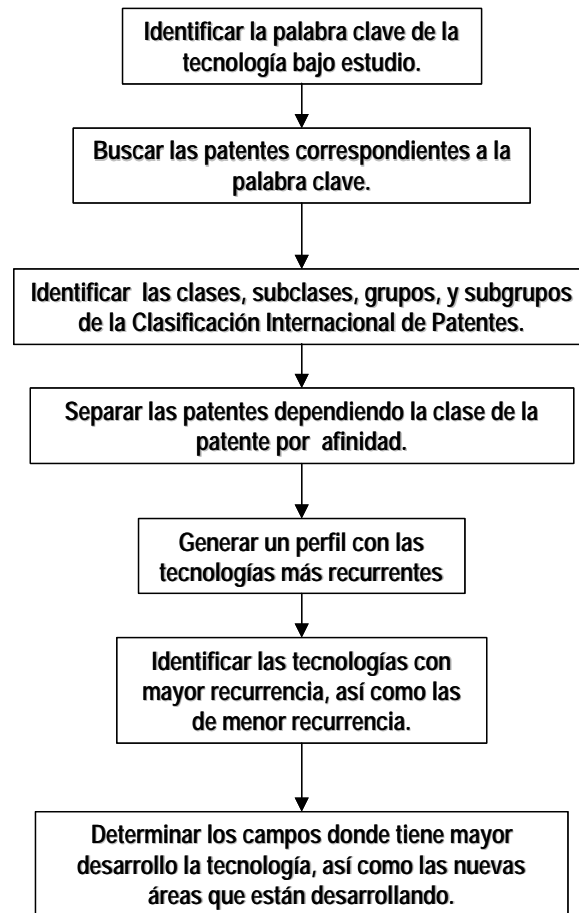 Identificar la palabra clave de la
tecnología bajo estudio.
Buscar las patentes correspondientes a la
palabra clave.
Identificar las clases, subclases, grupos, y subgrupos
de la Clasificación Internacional de Patentes.
Separar las patentes dependiendo la clase de la
patente por afinidad.
Generar un perfil con las
tecnologías más recurrentes
Identificar las tecnologías con
mayor recurrencia, así como las
de menor recurrencia.
Determinar los campos donde tiene mayor
desarrollo la tecnología, así como las nuevas
áreas que están desarrollando.